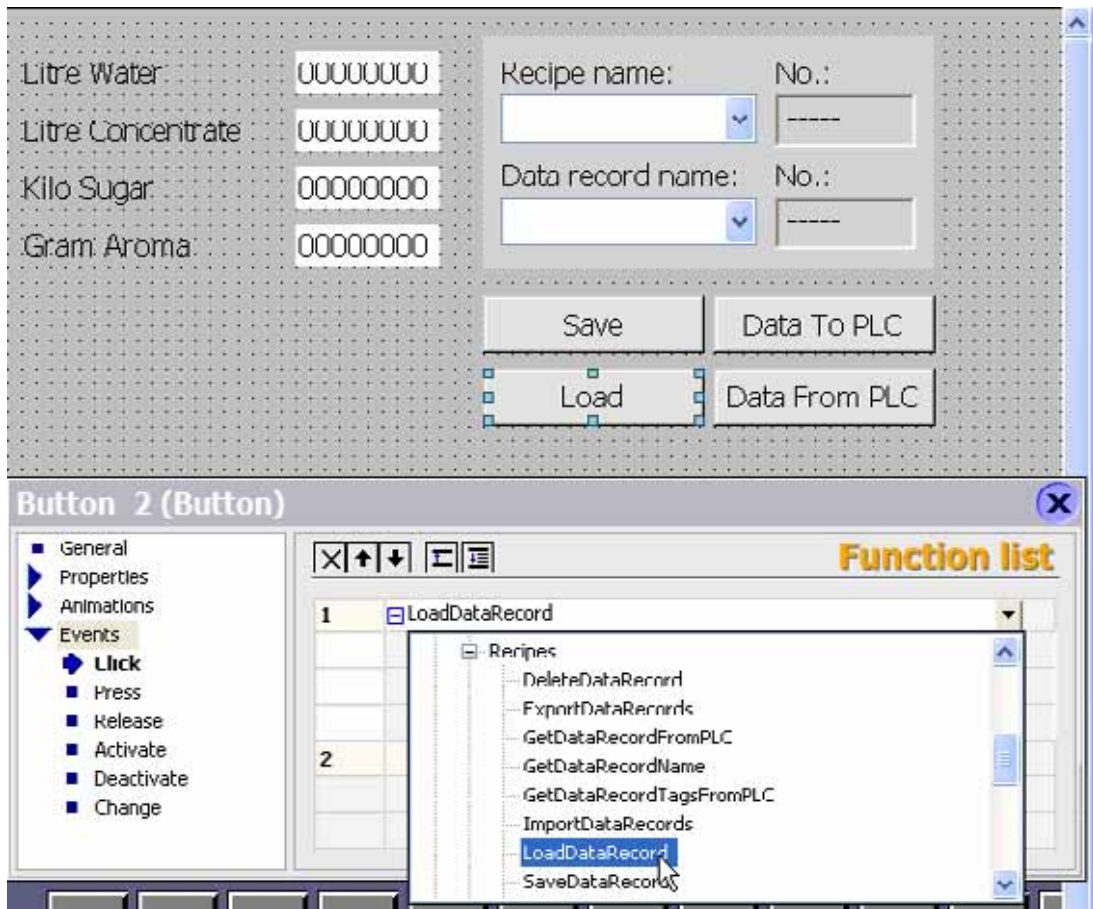 Litre Water 00000000
Litre Concentrate 00000000
Kilo Sugar 00000000
Gram Aroma 00000000
Recipe name: No.:
-----
Data record name: No.:
-----
Save Data To PLC
Load Data From PLC
Button_2 (Button)
General
Properties
Animations
Events
Click
Press
Release
Activate
Deactivate
Change
Function list
1 LoadDataRecord
2
Recipes
DeleteDataRecord
ExportDataRecords
GetDataRecordFromPLC
GetDataRecordName
GetDataRecordTagsFromPLC
ImportDataRecords
LoadDataRecord
SaveDataRecord